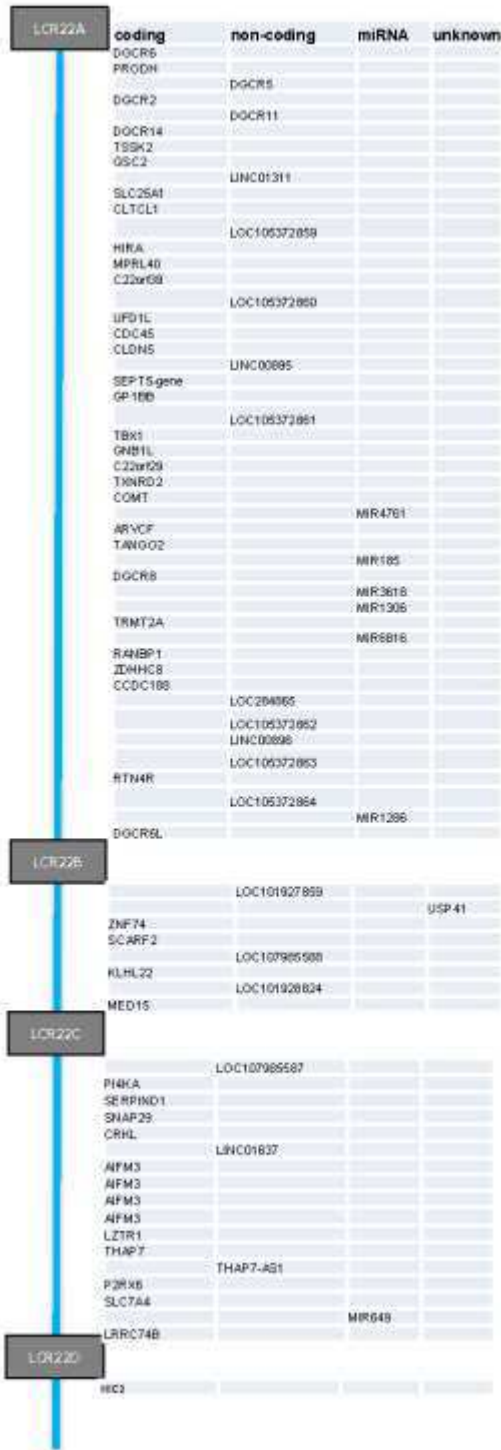 LCR22A
coding non-coding miRNA unknown
DGCR6
PRODH
DGCR5
DGCR2
DGCR11
DGCR14
TSSK2
GSC2
LINC01311
SLC25A1
CLTCL1
LOC105372859
HIRA
MPRL40
C22orf39
LOC105372860
UFD1L
CDC45
CLDN5
LINC00895
SEPT5 gene
GP1BB
LOC105372861
TBX1
GNB1L
C22orf29
TXNRD2
COMT
MIR4761
ARVCF
TANGO2
MIR185
DGCR8
MIR3618
MIR1306
TRMT2A
MIR6816
RANBP1
ZDHHC8
CCDC188
LOC284865
LOC105372862
LINC00896
LOC105372863
RTN4R
LOC105372864
MIR1286
DGCR6L
LCR22B
LOC101927859
USP41
ZNF74
SCARF2
LOC107985588
KLHL22
LOC101928824
MED15
LCR22C
LOC107985587
PI4KA
SERPIND1
SNAP29
CRKL
LINC01637
AIFM3
AIFM3
AIFM3
AIFM3
LZTR1
THAP7
THAP7-AS1
P2RX6
SLC7A4
MIR649
LRRC74B
LCR22D
HIC2